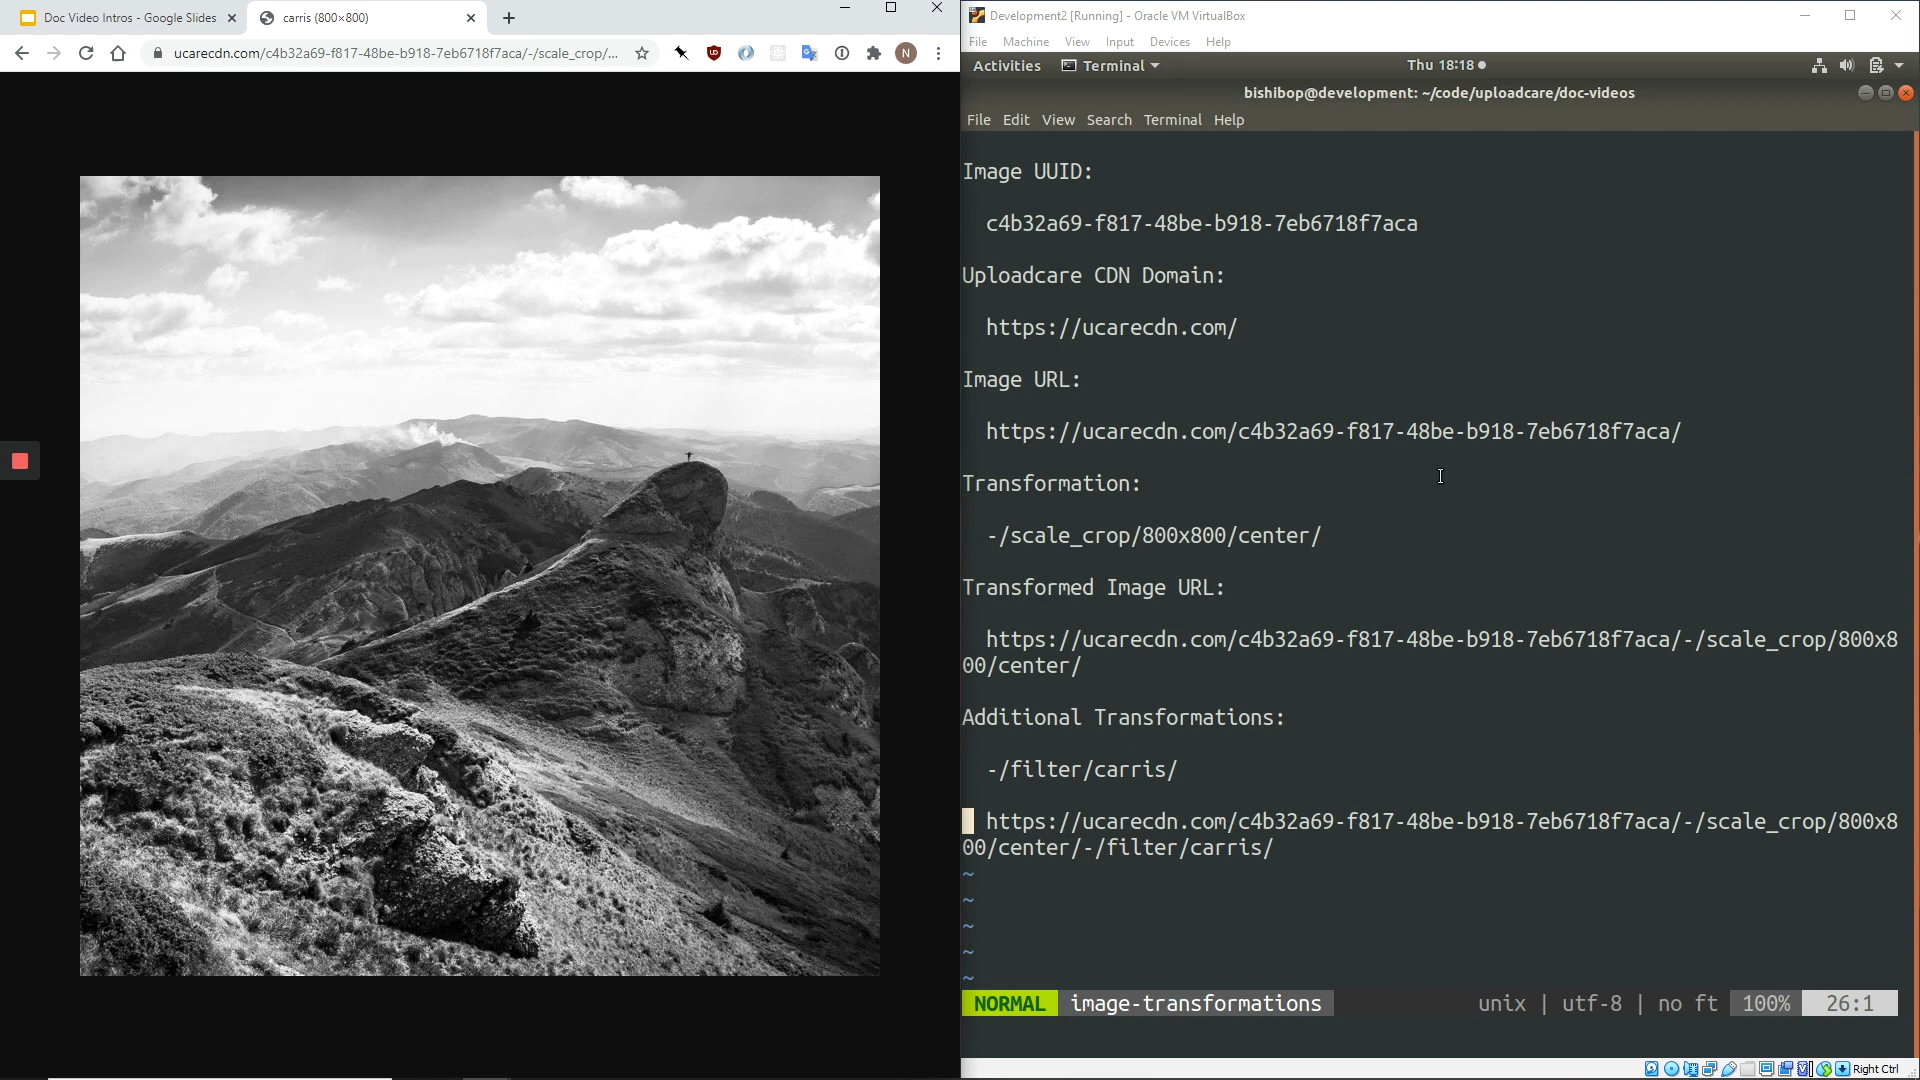 Doc Video Intros - Google Slides
carris (800×800)
ucarecdn.com/c4b32a69-f817-48be-b918-7eb6718f7aca/-/scale_crop/...
N
Development2 [Running] - Oracle VM VirtualBox
File Machine View Input Devices Help
Activities Terminal Thu 18:18
bishibop@development: ~/code/uploadcare/doc-videos
File Edit View Search Terminal Help
Image UUID:
c4b32a69-f817-48be-b918-7eb6718f7aca
Uploadcare CDN Domain:
https://ucarecdn.com/
Image URL:
https://ucarecdn.com/c4b32a69-f817-48be-b918-7eb6718f7aca/
Transformation:
-/scale_crop/800x800/center/
Transformed Image URL:
https://ucarecdn.com/c4b32a69-f817-48be-b918-7eb6718f7aca/-/scale_crop/800x8
00/center/
Additional Transformations:
-/filter/carris/
https://ucarecdn.com/c4b32a69-f817-48be-b918-7eb6718f7aca/-/scale_crop/800x8
00/center/-/filter/carris/
~
~
~
~
~
NORMAL image-transformations unix | utf-8 | no ft 100% 26:1
Right Ctrl